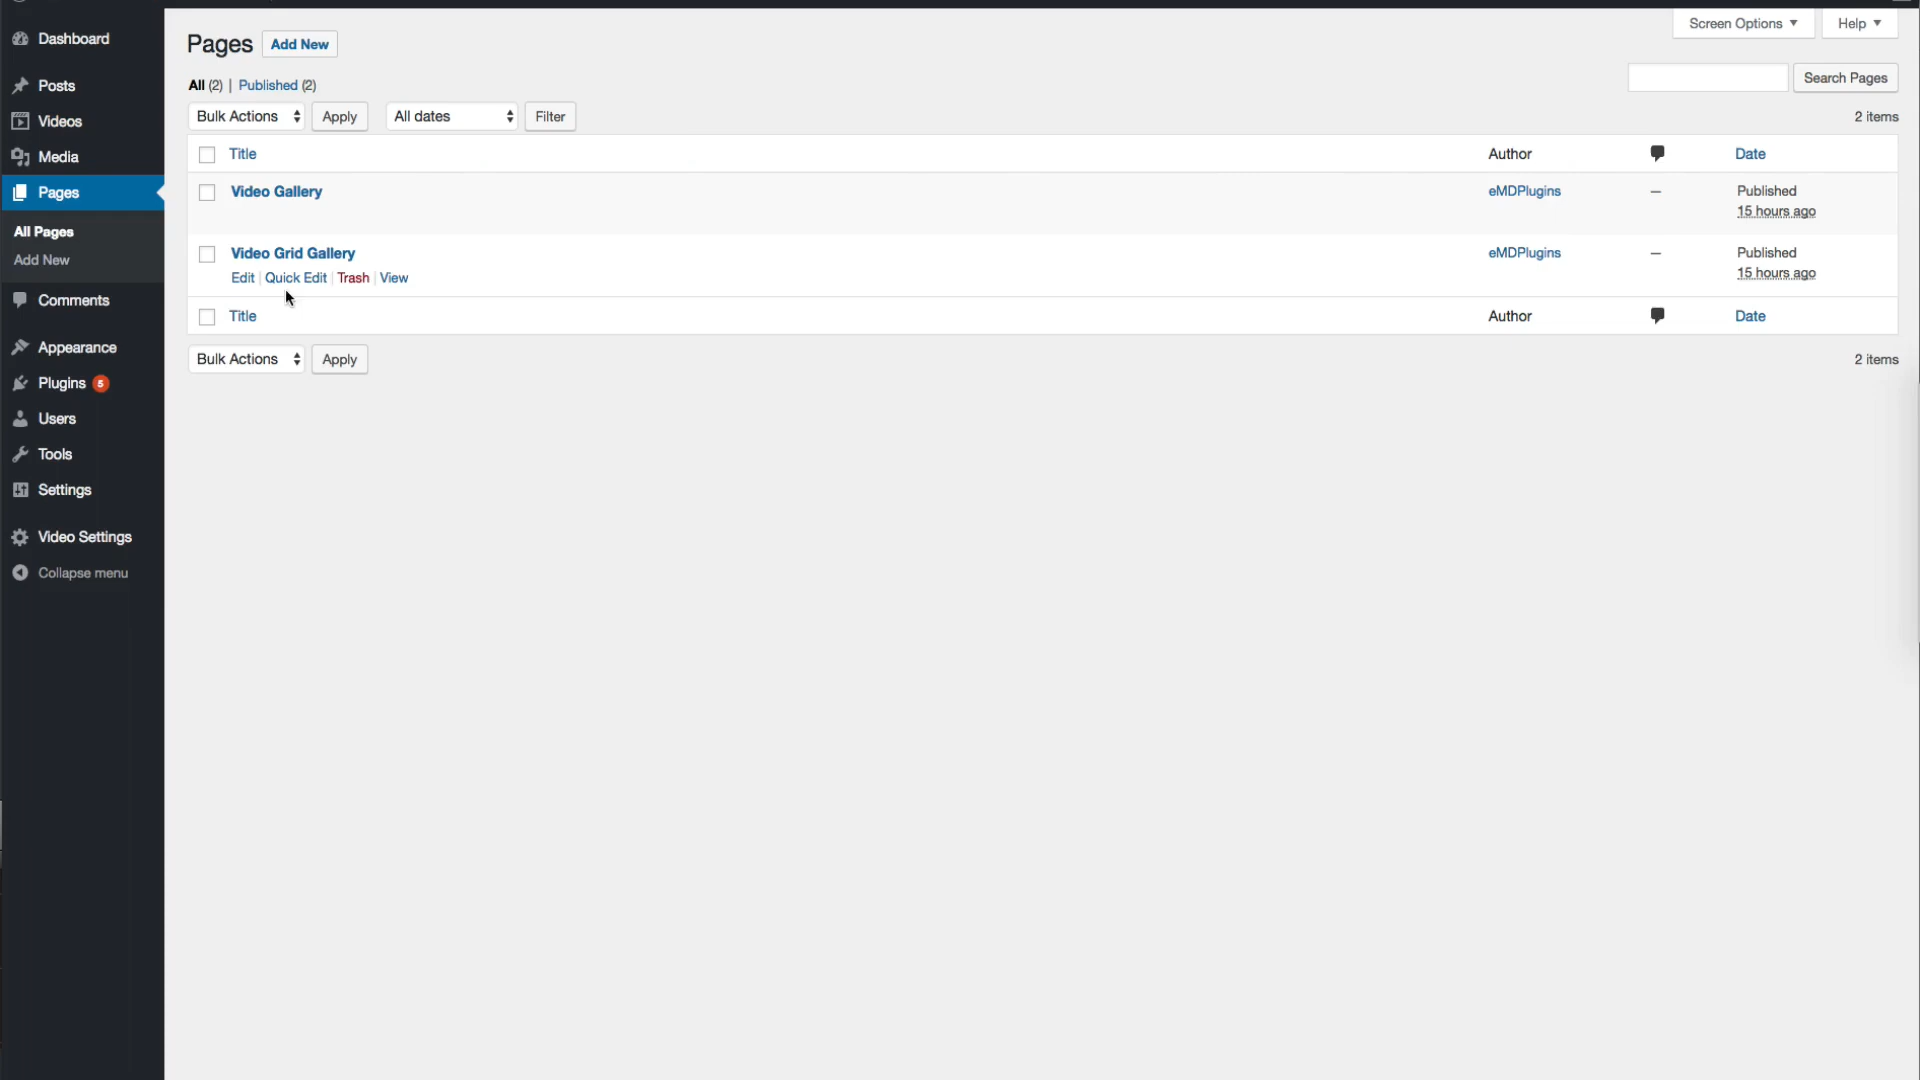 Dashboard
Posts
Videos
Media
Pages
All Pages
Add New
Comments
Appearance
Plugins 5
Users
Tools
Settings
Video Settings
Collapse menu
Screen Options ▼ Help ▼
Pages Add New
All (2) | Published (2)
Search Pages
Bulk Actions Apply All dates Filter 2 items
Title Author Date
Video Gallery eMDPlugins — Published
15 hours ago
Video Grid Gallery eMDPlugins — Published
Edit | Quick Edit | Trash | View 15 hours ago
Title Author Date
Bulk Actions Apply 2 items